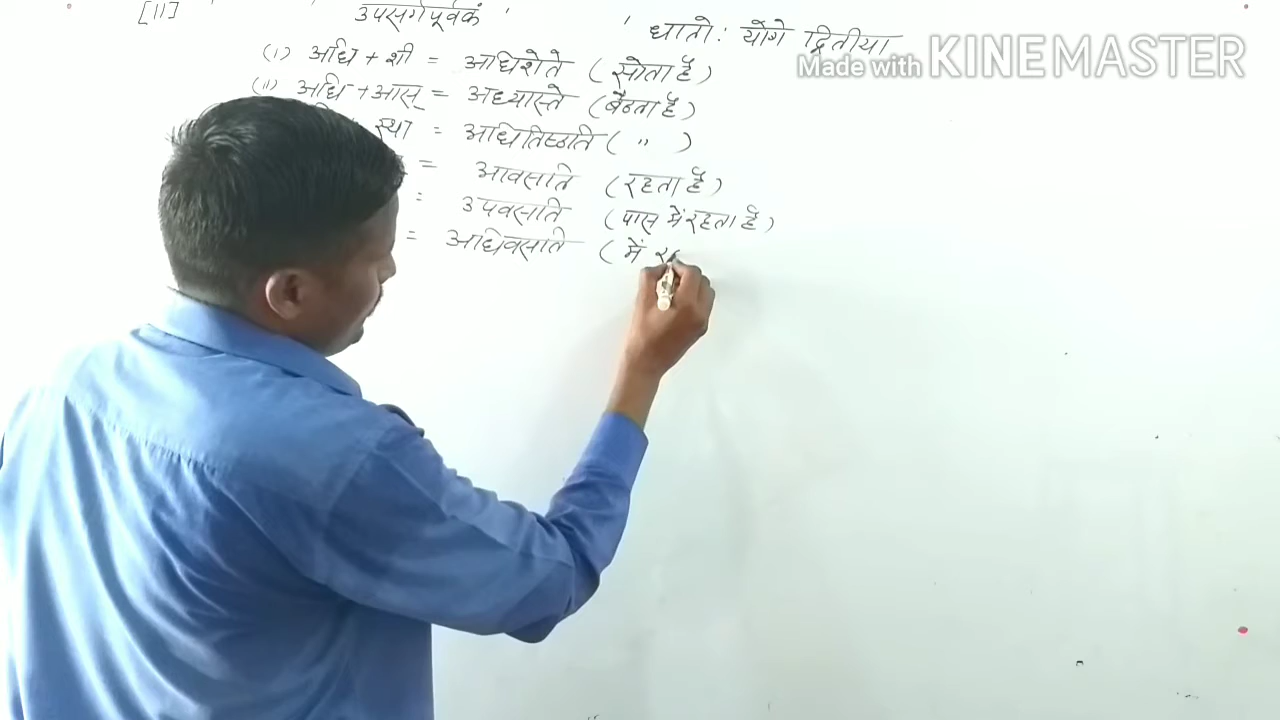 [11] उपसर्गपूर्वकं धातो: योगे द्वितीया
(i) अधि + शी = अधिशेते (सोता है)
(ii) अधि + आस् = अध्यास्ते (बैठता है)
स्था = अधितिष्ठति ( " )
= आवसति (रहता है)
= उपवसति (पास में रहता है)
= अधिवसति (में
Made with KINEMASTER